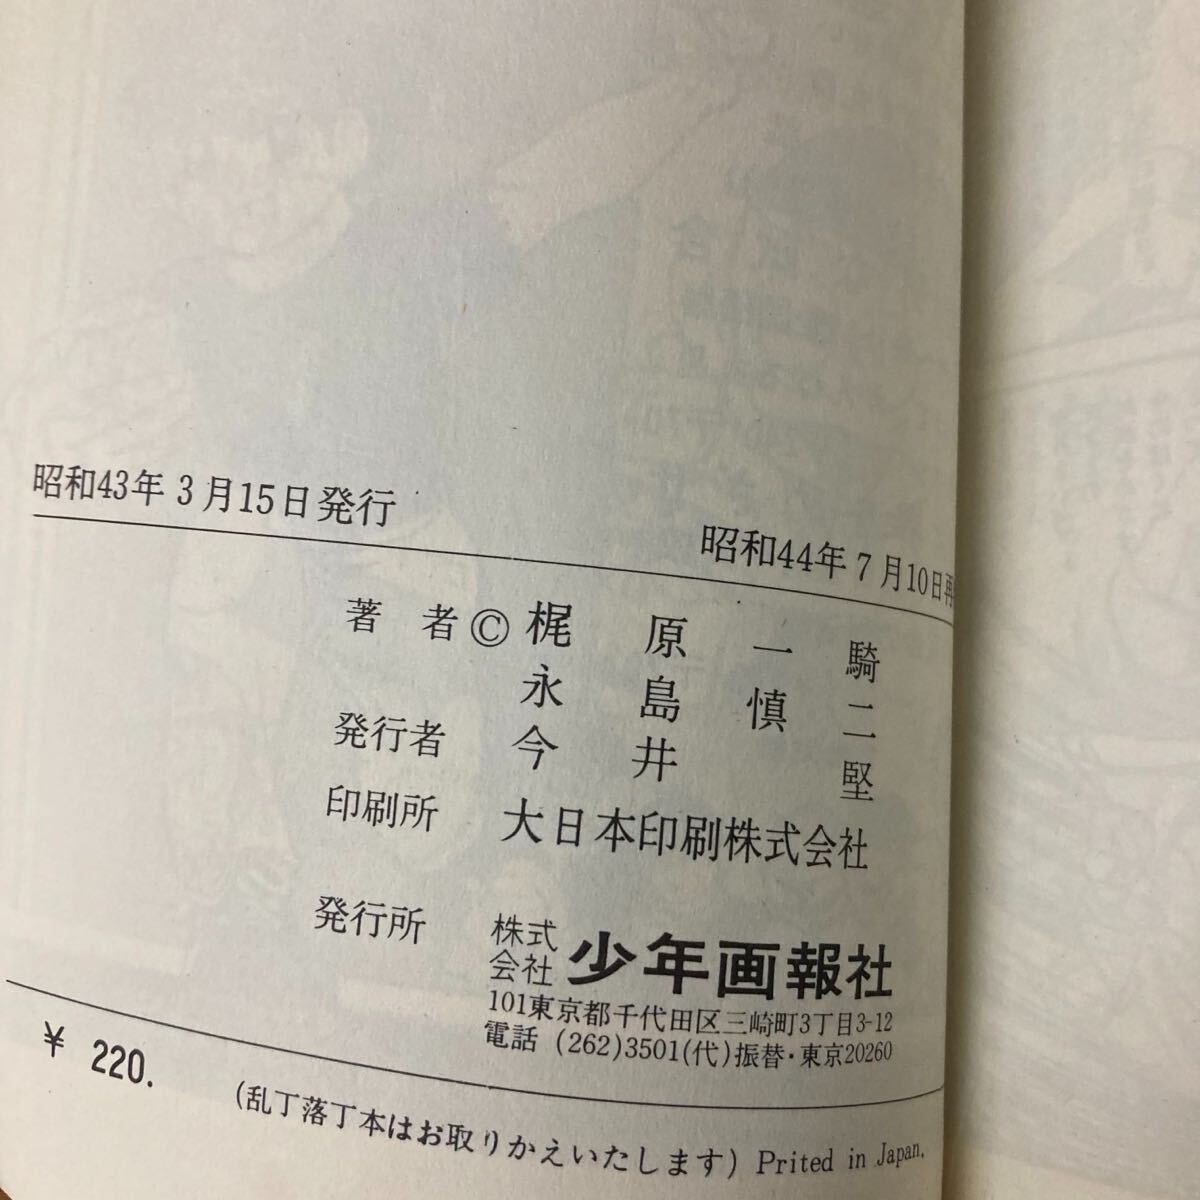 昭和43年3月15日発行
昭和44年7月10日再
著者©梶原一騎
永島慎二
発行者 今井堅
印刷所 大日本印刷株式会社
発行所 株式会社 少年画報社
101東京都千代田区三崎町3丁目3-12
電話 (262)3501(代)振替・東京20260
¥ 220.
(乱丁落丁本はお取りかえいたします) Prited in Japan.